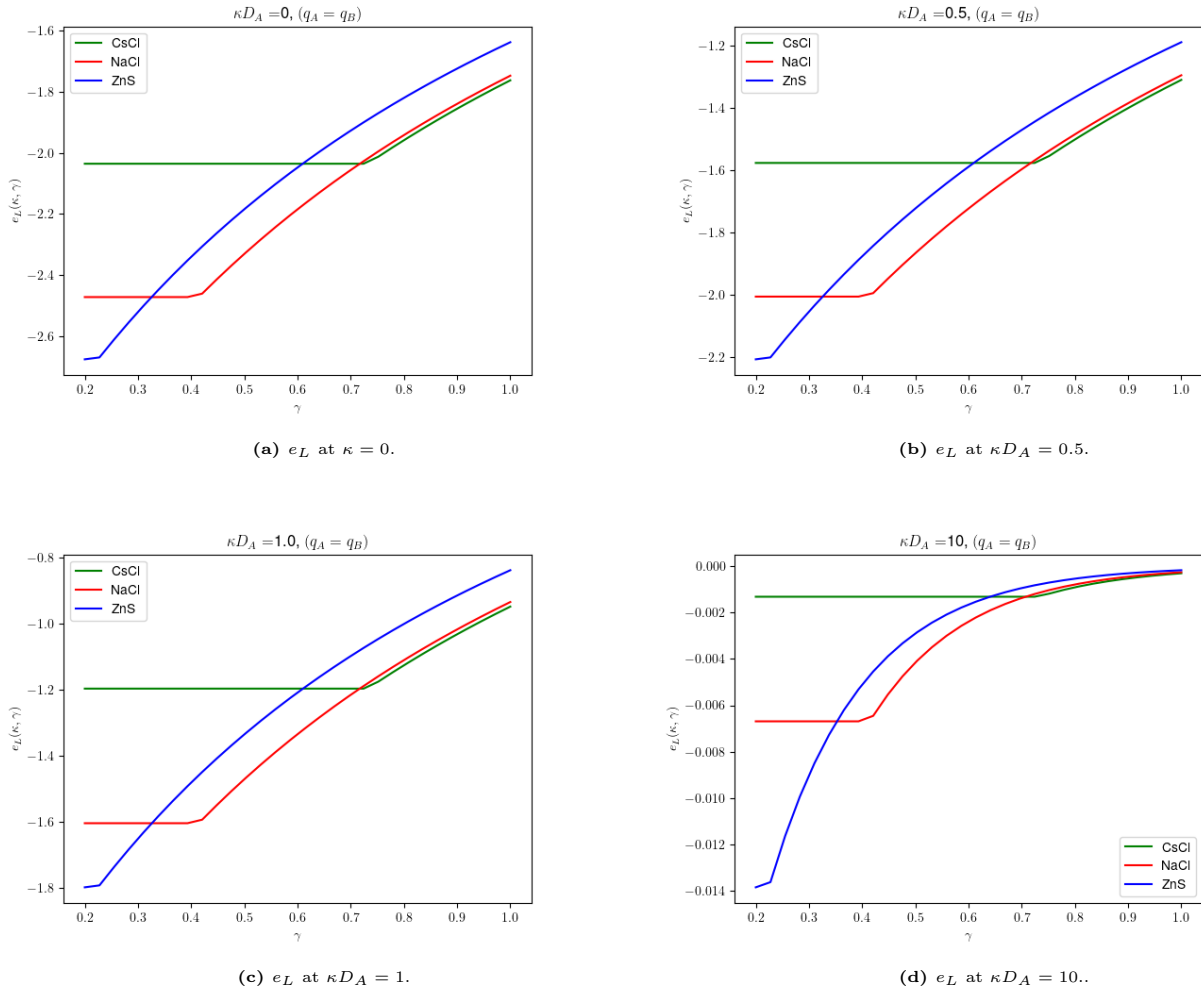 κD_A =0, (q_A = q_B)
CsCl
NaCl
ZnS
e_L(κ, γ)
−1.6
−1.8
−2.0
−2.2
−2.4
−2.6
0.2 0.3 0.4 0.5 0.6 0.7 0.8 0.9 1.0
γ
(a) e_L at κ = 0.
κD_A =0.5, (q_A = q_B)
CsCl
NaCl
ZnS
e_L(κ, γ)
−1.2
−1.4
−1.6
−1.8
−2.0
−2.2
0.2 0.3 0.4 0.5 0.6 0.7 0.8 0.9 1.0
γ
(b) e_L at κD_A = 0.5.
κD_A =1.0, (q_A = q_B)
CsCl
NaCl
ZnS
e_L(κ, γ)
−0.8
−1.0
−1.2
−1.4
−1.6
−1.8
0.2 0.3 0.4 0.5 0.6 0.7 0.8 0.9 1.0
γ
(c) e_L at κD_A = 1.
κD_A =10, (q_A = q_B)
e_L(κ, γ)
0.000
−0.002
−0.004
−0.006
−0.008
−0.010
−0.012
−0.014
CsCl
NaCl
ZnS
0.2 0.3 0.4 0.5 0.6 0.7 0.8 0.9 1.0
γ
(d) e_L at κD_A = 10..